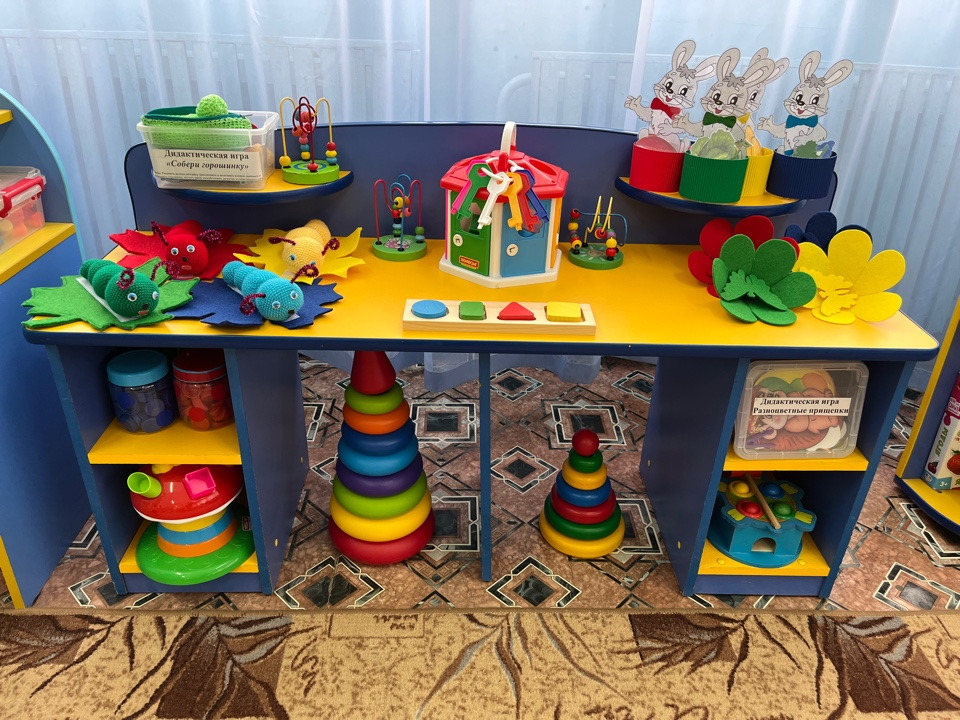 Дидактическая игра
«Собери горошинку»
Дидактическая игра
Разноцветные прищепки